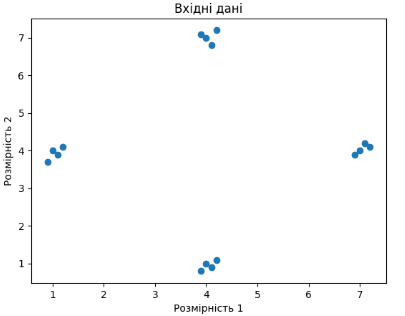 Вхідні дані
Розмірність 2
7
6
5
4
3
2
1
1 2 3 4 5 6 7
Розмірність 1